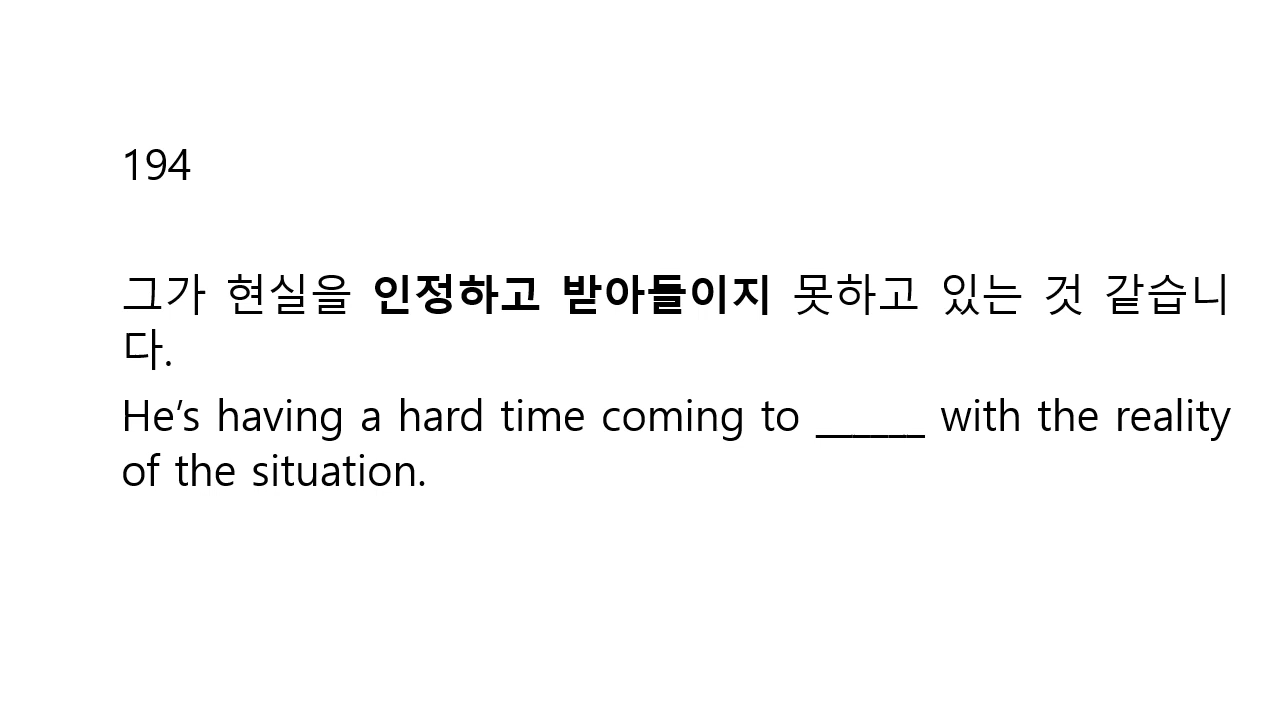 194
그가 현실을 인정하고 받아들이지 못하고 있는 것 같습니
다.
He’s having a hard time coming to ______ with the reality
of the situation.